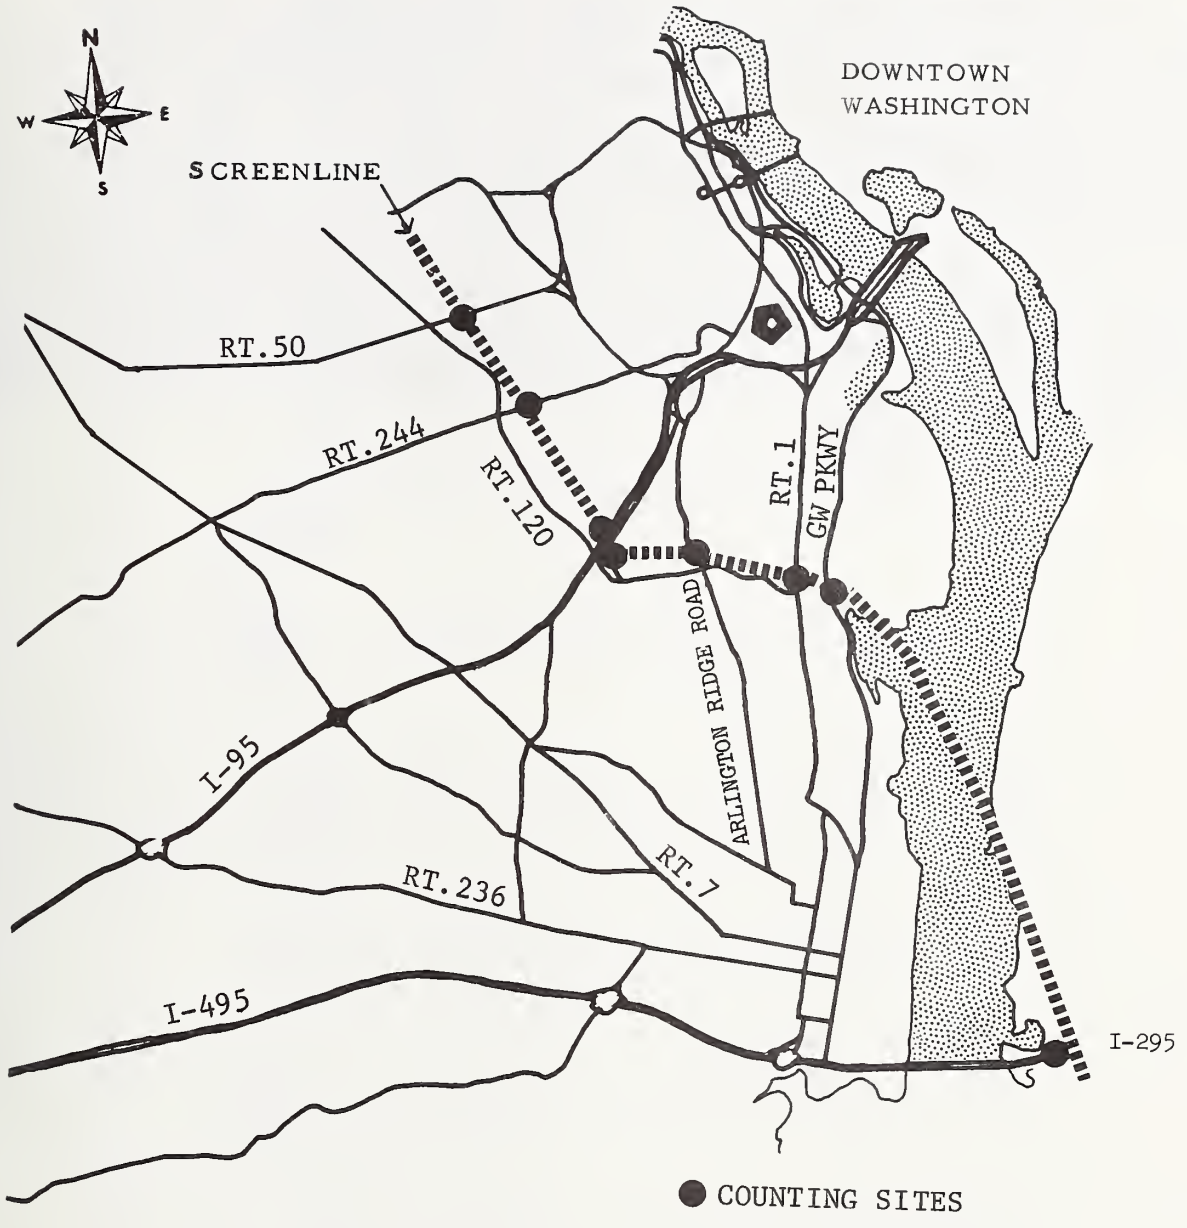 N
DOWNTOWN
WASHINGTON
W
E
S
SCREENLINE
RT.50
RT.244
RT.120
RT.1
GW PKWY
ARLINGTON RIDGE ROAD
I-95
RT.236
RT.7
I-495
I-295
COUNTING SITES